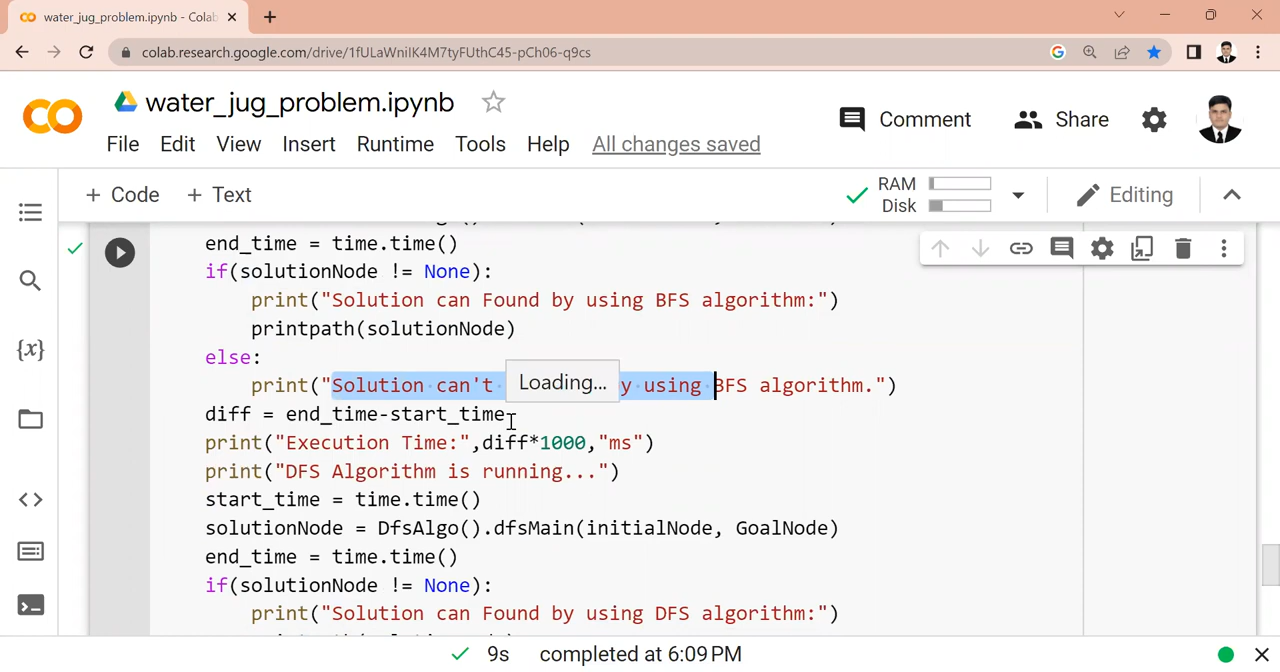 water_jug_problem.ipynb - Colab
colab.research.google.com/drive/1fULaWnilK4M7tyFUthC45-pCh06-q9cs
water_jug_problem.ipynb
Comment
Share
File Edit View Insert Runtime Tools Help All changes saved
+ Code + Text
RAM
Disk
Editing
end_time = time.time()
if(solutionNode != None):
print("Solution can Found by using BFS algorithm:")
printpath(solutionNode)
else:
print("Solution can't y using BFS algorithm.")
Loading...
diff = end_time-start_time
print("Execution Time:",diff*1000,"ms")
print("DFS Algorithm is running...")
start_time = time.time()
solutionNode = DfsAlgo().dfsMain(initialNode, GoalNode)
end_time = time.time()
if(solutionNode != None):
print("Solution can Found by using DFS algorithm:")
9s completed at 6:09 PM